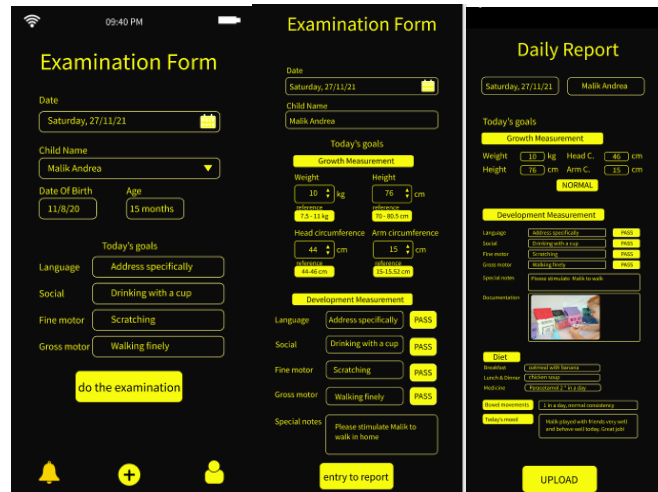 09:40 PM
Examination Form
Date
Saturday, 27/11/21
Child Name
Malik Andrea
Date Of Birth
Age
11/8/20
15 months
Today's goals
Language
Address specifically
Social
Drinking with a cup
Fine motor
Scratching
Gross motor
Walking finely
do the examination
Examination Form
Date
Saturday, 27/11/21
Child Name
Malik Andrea
Today's goals
Growth Measurement
Weight
Height
10 kg
76 cm
reference
reference
7.5 - 11 kg
70 - 80.5 cm
Head circumference
Arm circumference
44 cm
15 cm
reference
reference
44-46 cm
15-15.52 cm
Development Measurement
Language
Address specifically
PASS
Social
Drinking with a cup
PASS
Fine motor
Scratching
PASS
Gross motor
Walking finely
PASS
Special notes
Please stimulate Malik to
walk in home
entry to report
Daily Report
Saturday, 27/11/21
Malik Andrea
Today's goals
Growth Measurement
Weight 10 kg Head C. 46 cm
Height 76 cm Arm C. 15 cm
NORMAL
Development Measurement
Language
Address specifically
PASS
Social
Drinking with a cup
PASS
Fine motor
Scratching
PASS
Gross motor
Walking finely
PASS
Special notes
Please stimulate Malik to walk
Documentation
Diet
Breakfast
oatmeal with banana
Lunch & Dinner
chicken soup
Medicine
Paracetamol 2 * in a day
Bowel movements
1 in a day, normal consistency
Today's mood
Malik played with friends very well
and behave well today. Great job!
UPLOAD